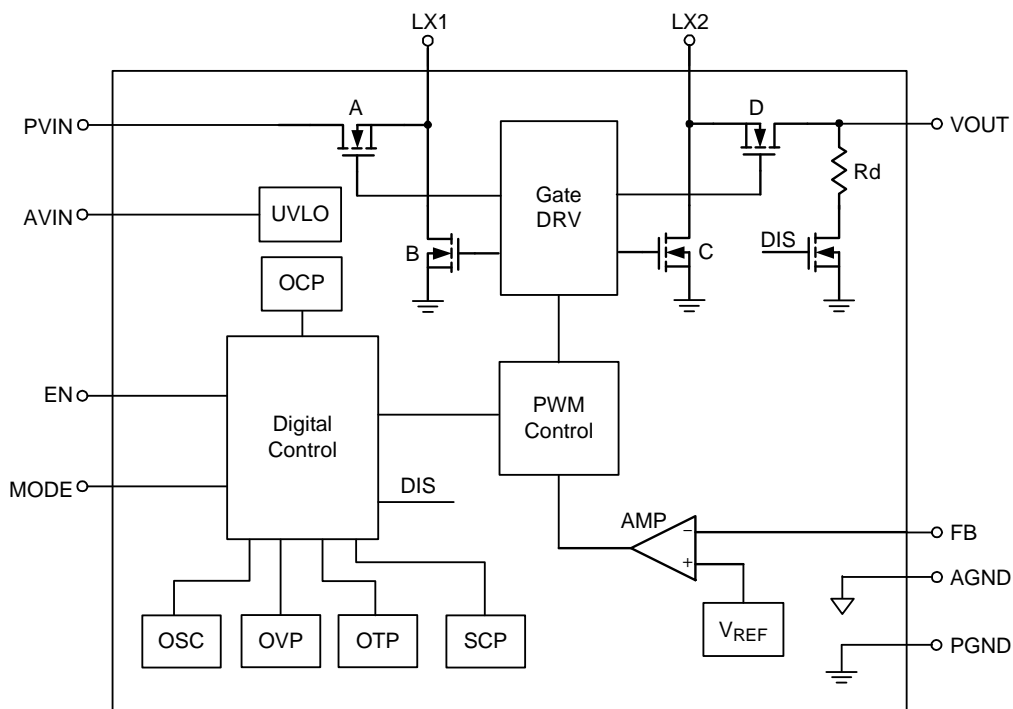 LX1
LX2
A
D
PVIN
VOUT
Gate
DRV
Rd
AVIN
UVLO
B
C
DIS
OCP
EN
Digital
Control
PWM
Control
MODE
DIS
AMP
−
+
FB
AGND
VREF
PGND
OSC
OVP
OTP
SCP